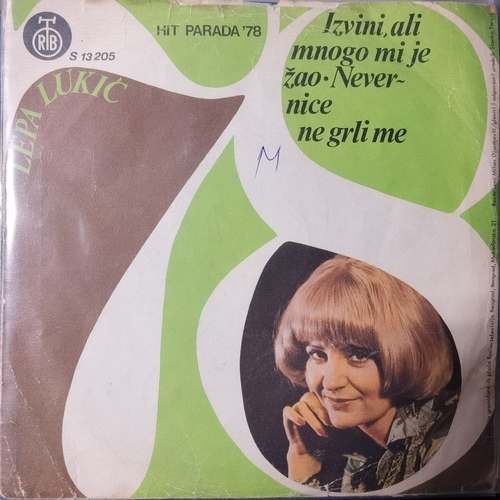 RTB
S 13 205
HIT PARADA '78
LEPA LUKIĆ
Izvini, ali
mnogo mi je
žao • Never-
nice
ne grli me
78
M